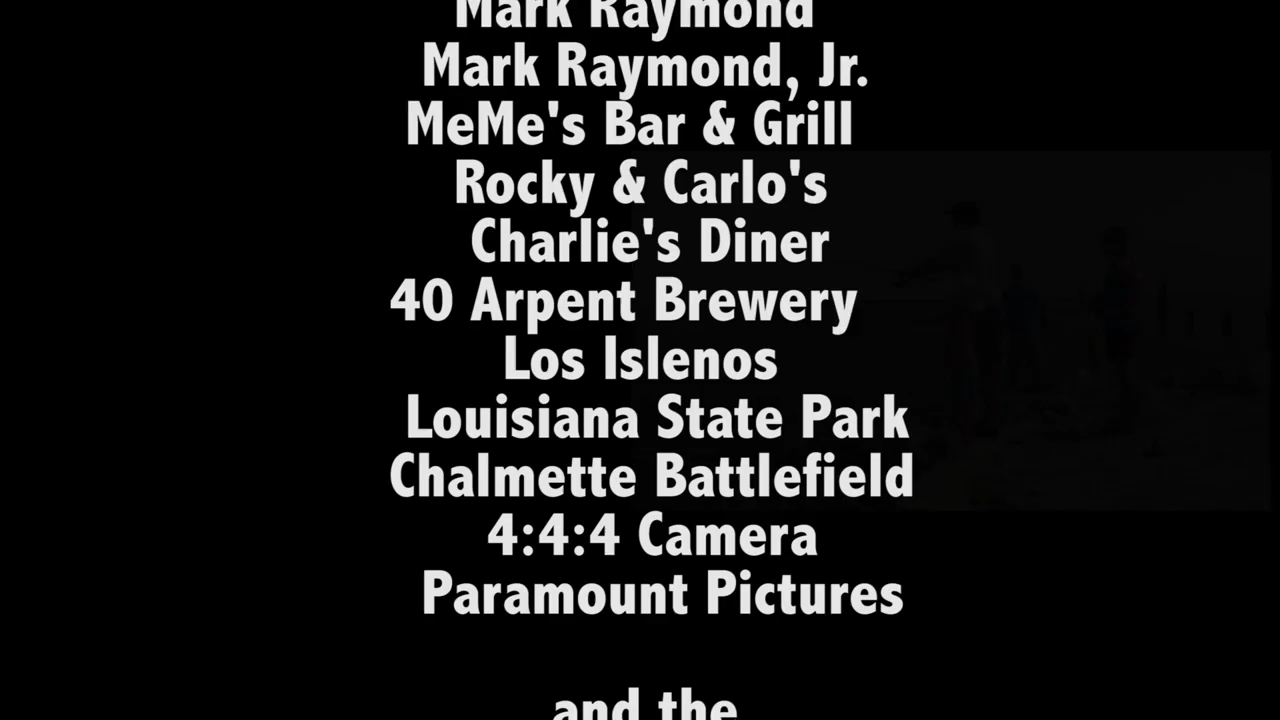 Mark Raymond
Mark Raymond, Jr.
MeMe's Bar & Grill
Rocky & Carlo's
Charlie's Diner
40 Arpent Brewery
Los Islenos
Louisiana State Park
Chalmette Battlefield
4:4:4 Camera
Paramount Pictures
and the